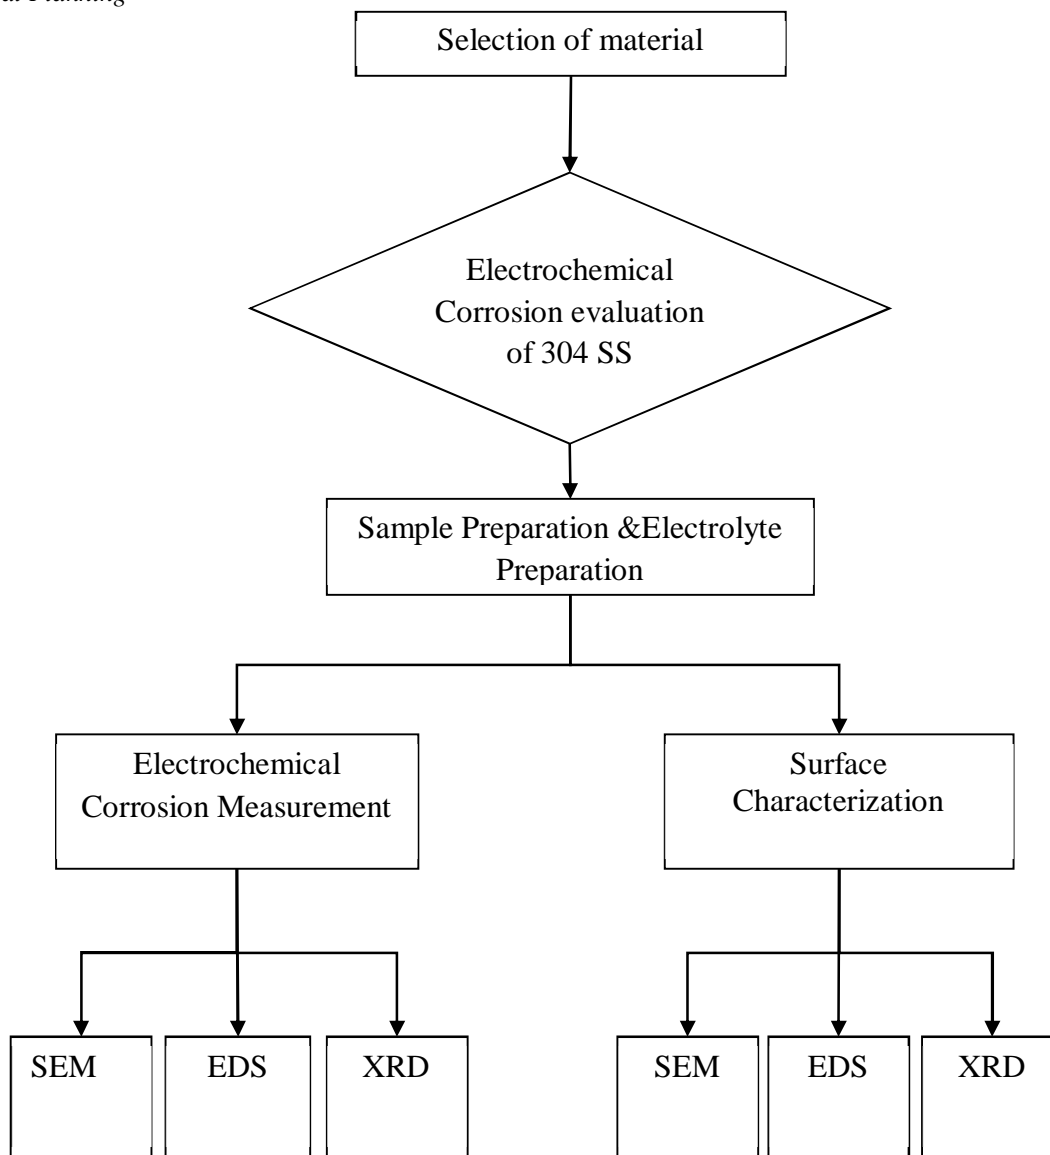 Planning
Selection of material
Electrochemical
Corrosion evaluation
of 304 SS
Sample Preparation &Electrolyte
Preparation
Electrochemical
Corrosion Measurement
Surface
Characterization
SEM
EDS
XRD
SEM
EDS
XRD